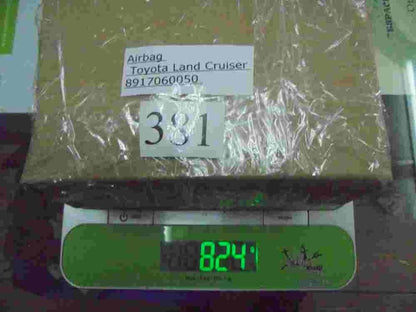 Airbag
Toyota Land Cruiser
8917060050
381
824